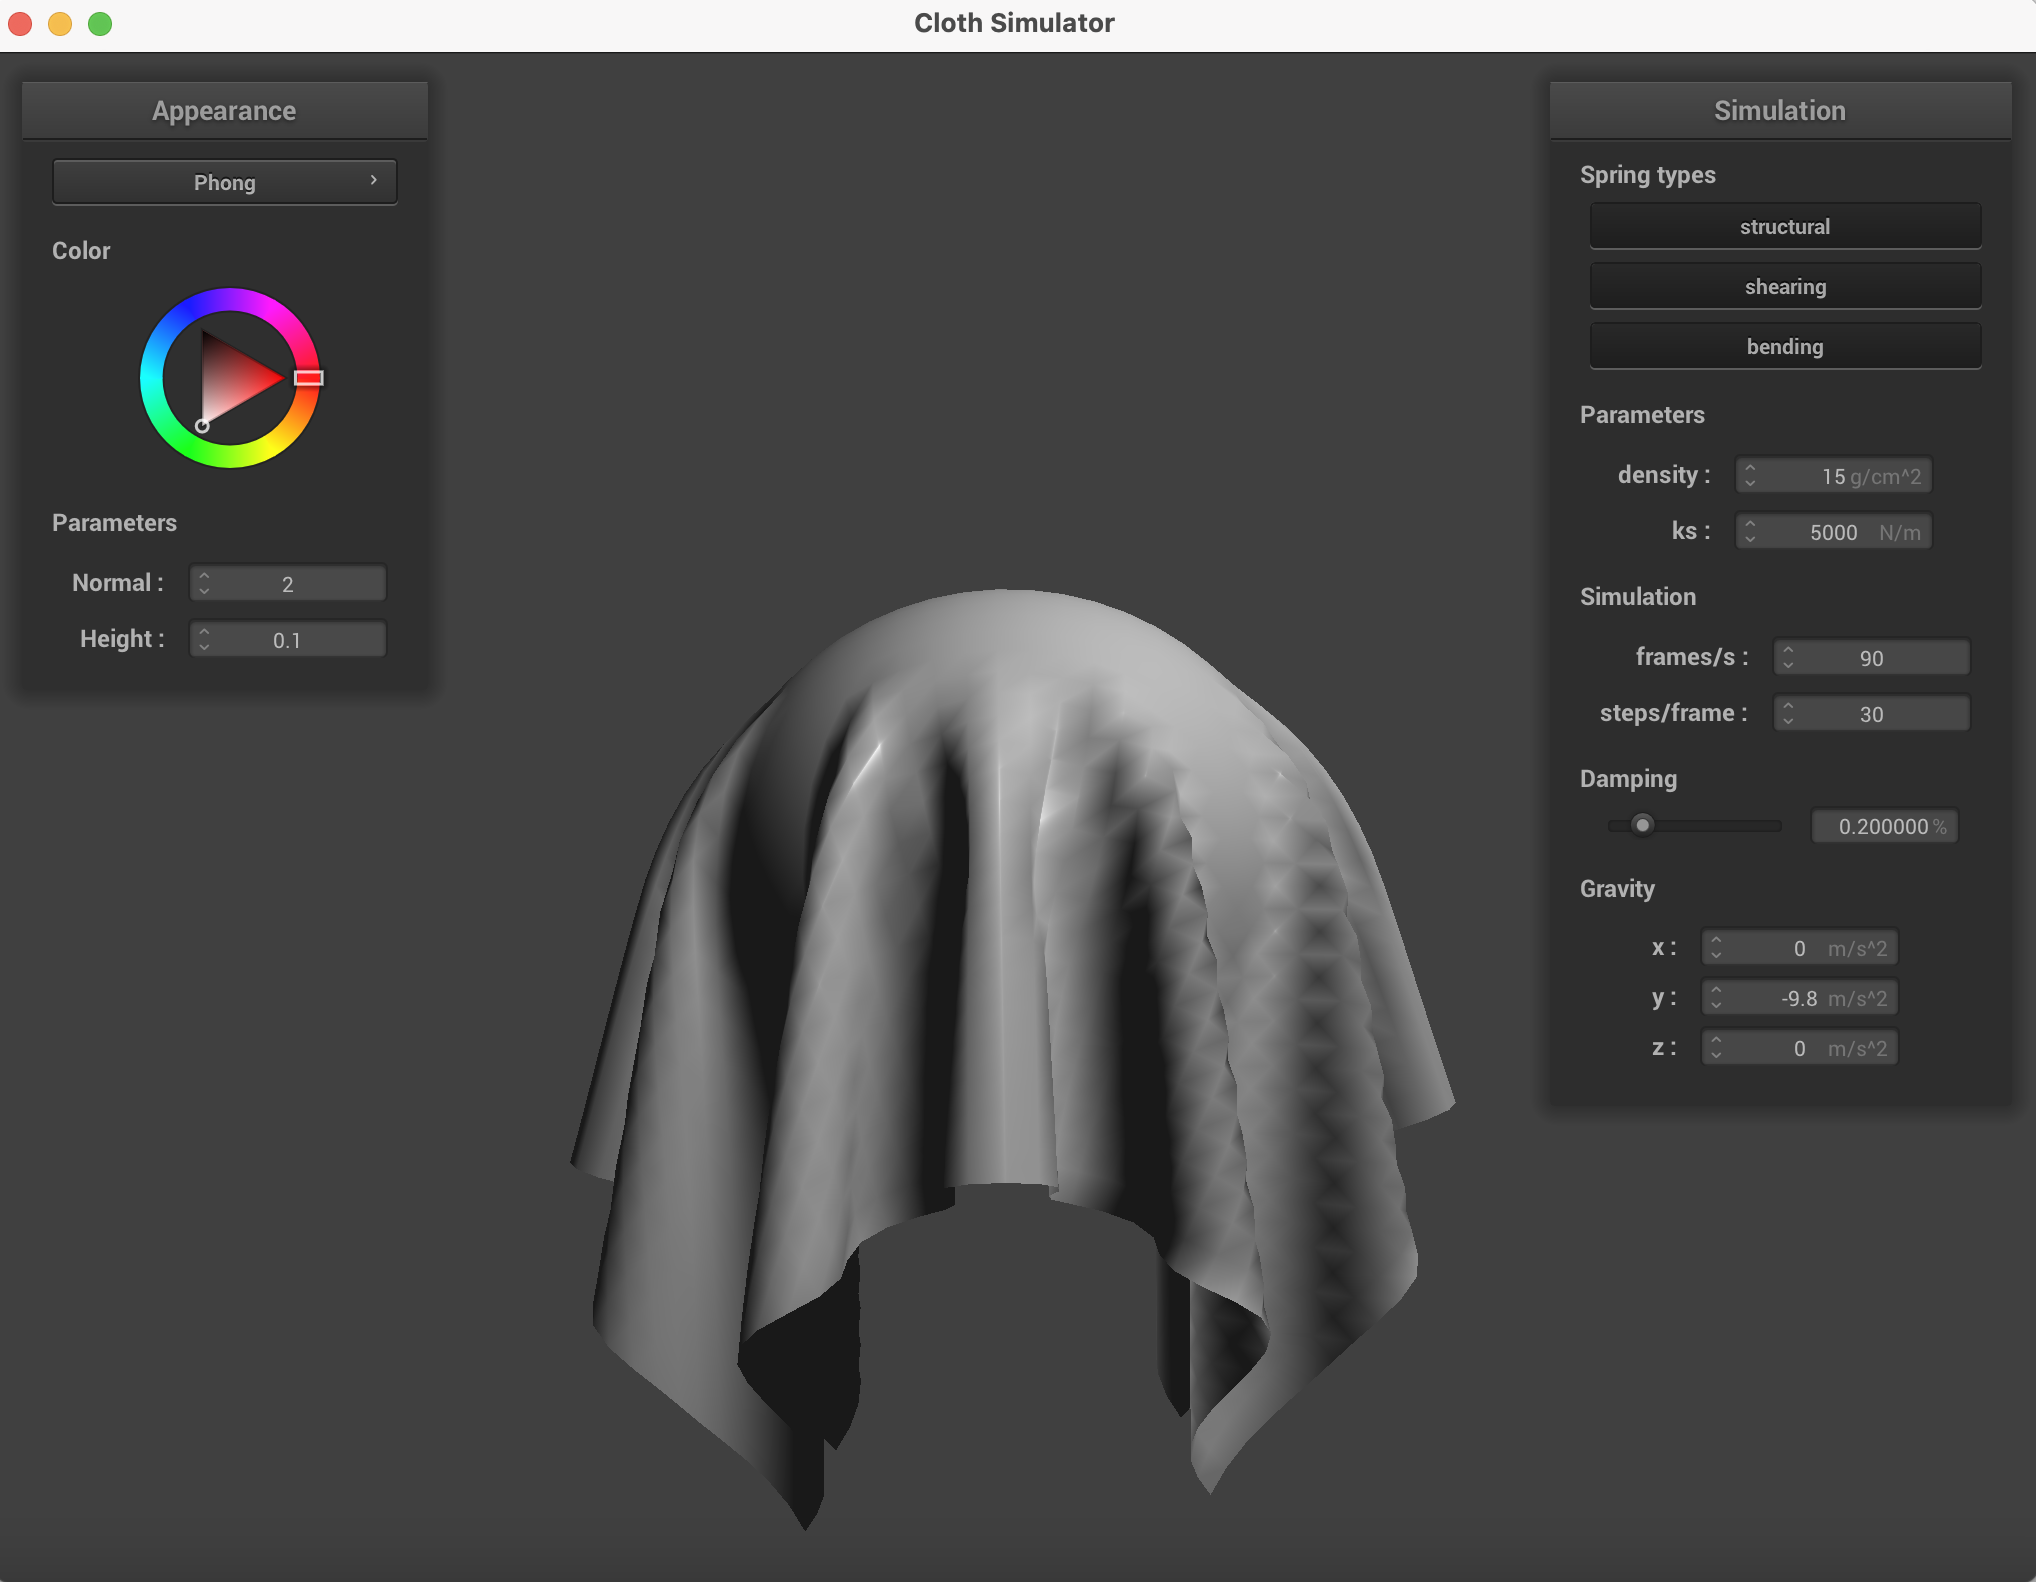 Cloth Simulator
Appearance
Phong
Color
Parameters
Normal : 2
Height : 0.1
Simulation
Spring types
structural
shearing
bending
Parameters
density : 15 g/cm^2
ks : 5000 N/m
Simulation
frames/s : 90
steps/frame : 30
Damping
0.200000 %
Gravity
x : 0 m/s^2
y : -9.8 m/s^2
z : 0 m/s^2